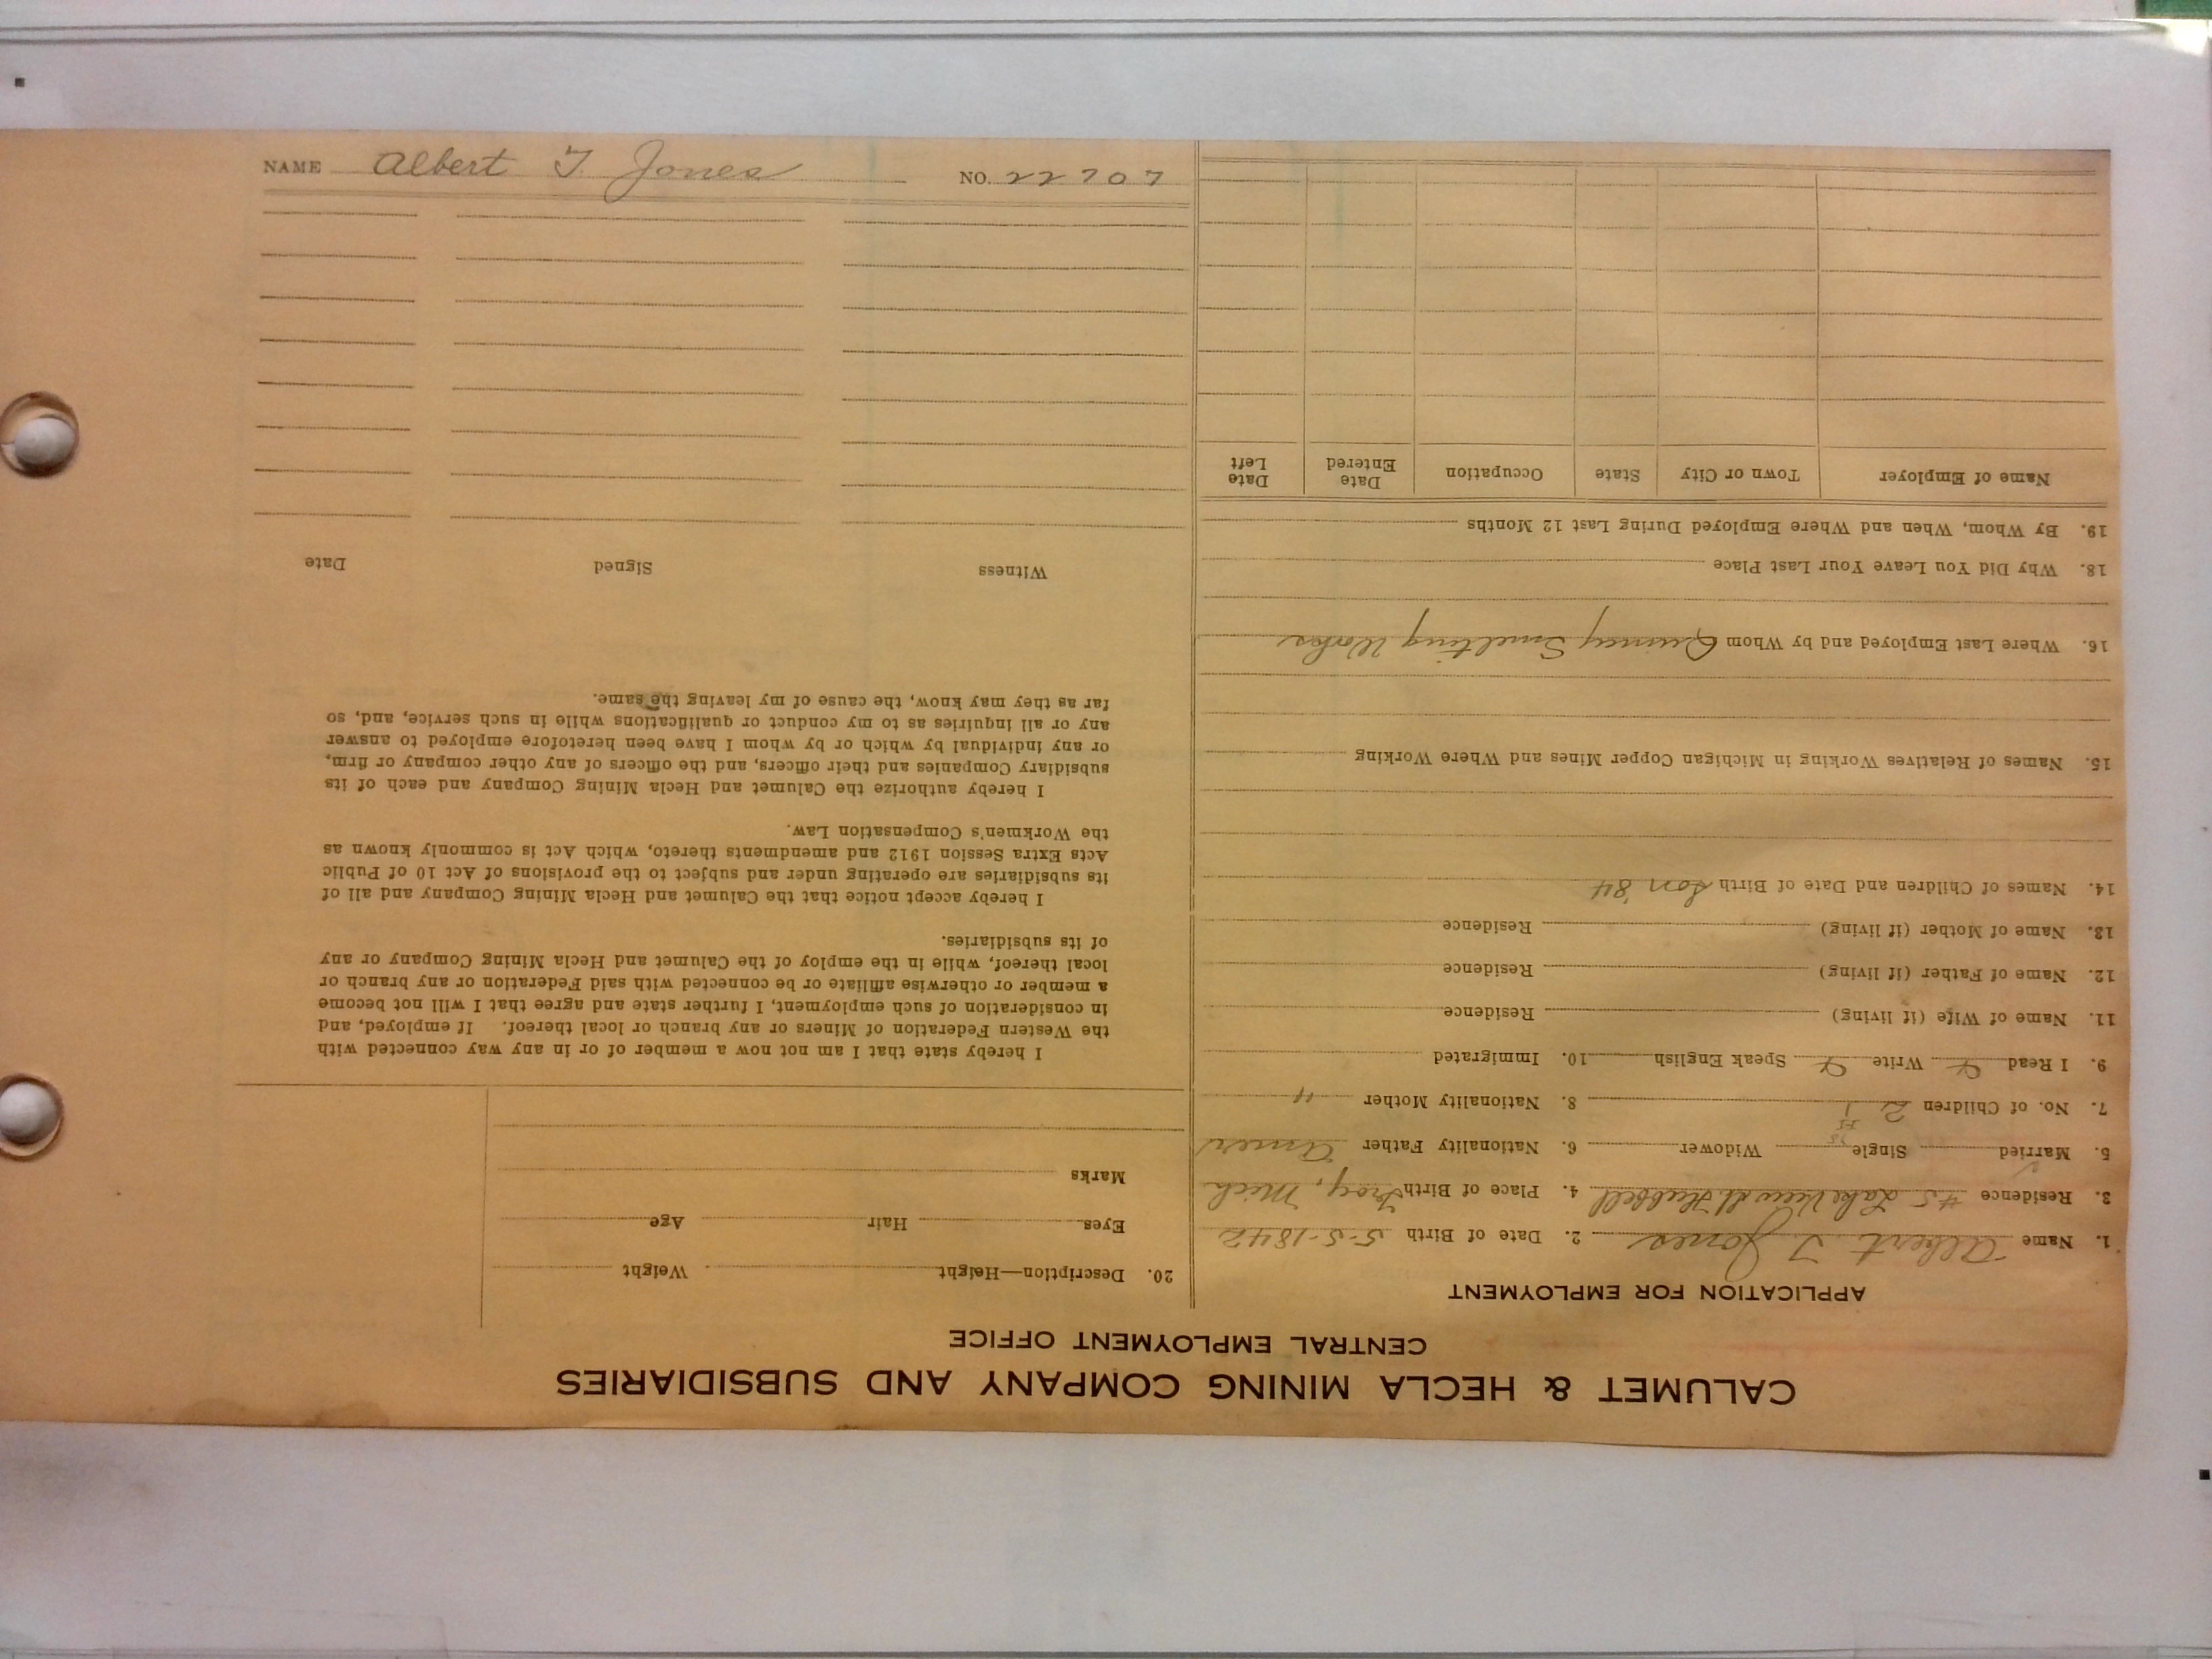 CALUMET & HECLA MINING COMPANY AND SUBSIDIARIES
CENTRAL EMPLOYMENT OFFICE
APPLICATION FOR EMPLOYMENT
1. Name Albert T Jones 2. Date of Birth 5-5-1842
3. Residence 45 Lake View St Hubbell 4. Place of Birth Troy, Mich
5. Married Single Widower 6. Nationality Father Amer
7. No. of Children 2 8. Nationality Mother "
9. I Read Write Speak English 10. Immigrated
11. Name of Wife (if living) Residence
12. Name of Father (if living) Residence
13. Name of Mother (if living) Residence
14. Names of Children and Date of Birth Son 84
15. Names of Relatives Working in Michigan Copper Mines and Where Working
16. Where Last Employed and by Whom Quincy Smelting Works
18. Why Did You Leave Your Last Place
19. By Whom, When and Where Employed During Last 12 Months
Name of Employer Town or City State Occupation Date Entered Date Left
20. Description—Height Weight
Eyes Hair Age
Marks
I hereby state that I am not now a member of or in any way connected with
the Western Federation of Miners or any branch or local thereof. If employed, and
in consideration of such employment, I further state and agree that I will not become
a member or otherwise affiliate or be connected with said Federation or any branch or
local thereof, while in the employ of the Calumet and Hecla Mining Company or any
of its subsidiaries.
I hereby accept notice that the Calumet and Hecla Mining Company and all of
its subsidiaries are operating under and subject to the provisions of Act 10 of Public
Acts Extra Session 1912 and amendments thereto, which Act is commonly known as
the Workmen's Compensation Law.
I hereby authorize the Calumet and Hecla Mining Company and each of its
subsidiary Companies and their officers, and the officers of any other company or firm,
or any individual by which or by whom I have been heretofore employed to answer
any or all inquiries as to my conduct or qualifications while in such service, and, so
far as they may know, the cause of my leaving the same.
Witness Signed Date
NAME Albert T. Jones NO. 22707